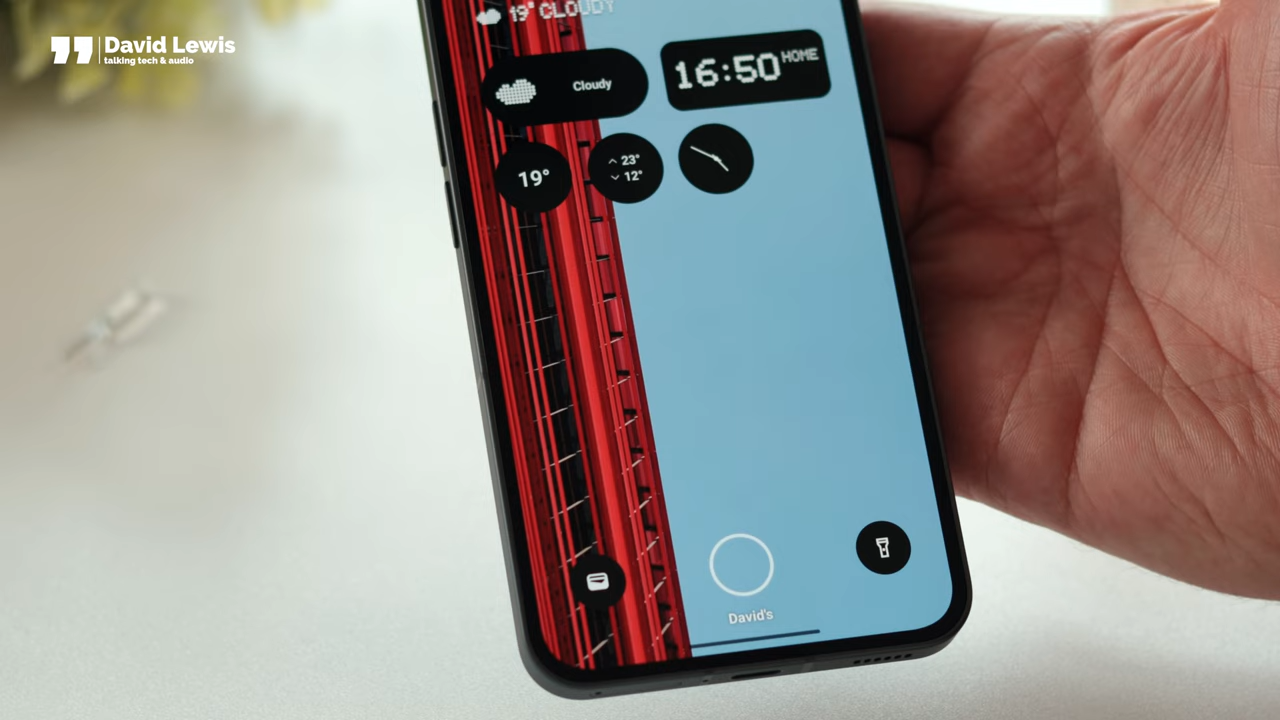 David Lewis
talking tech & audio
19° CLOUDY
Cloudy
16:50 HOME
19°
23°
12°
David's